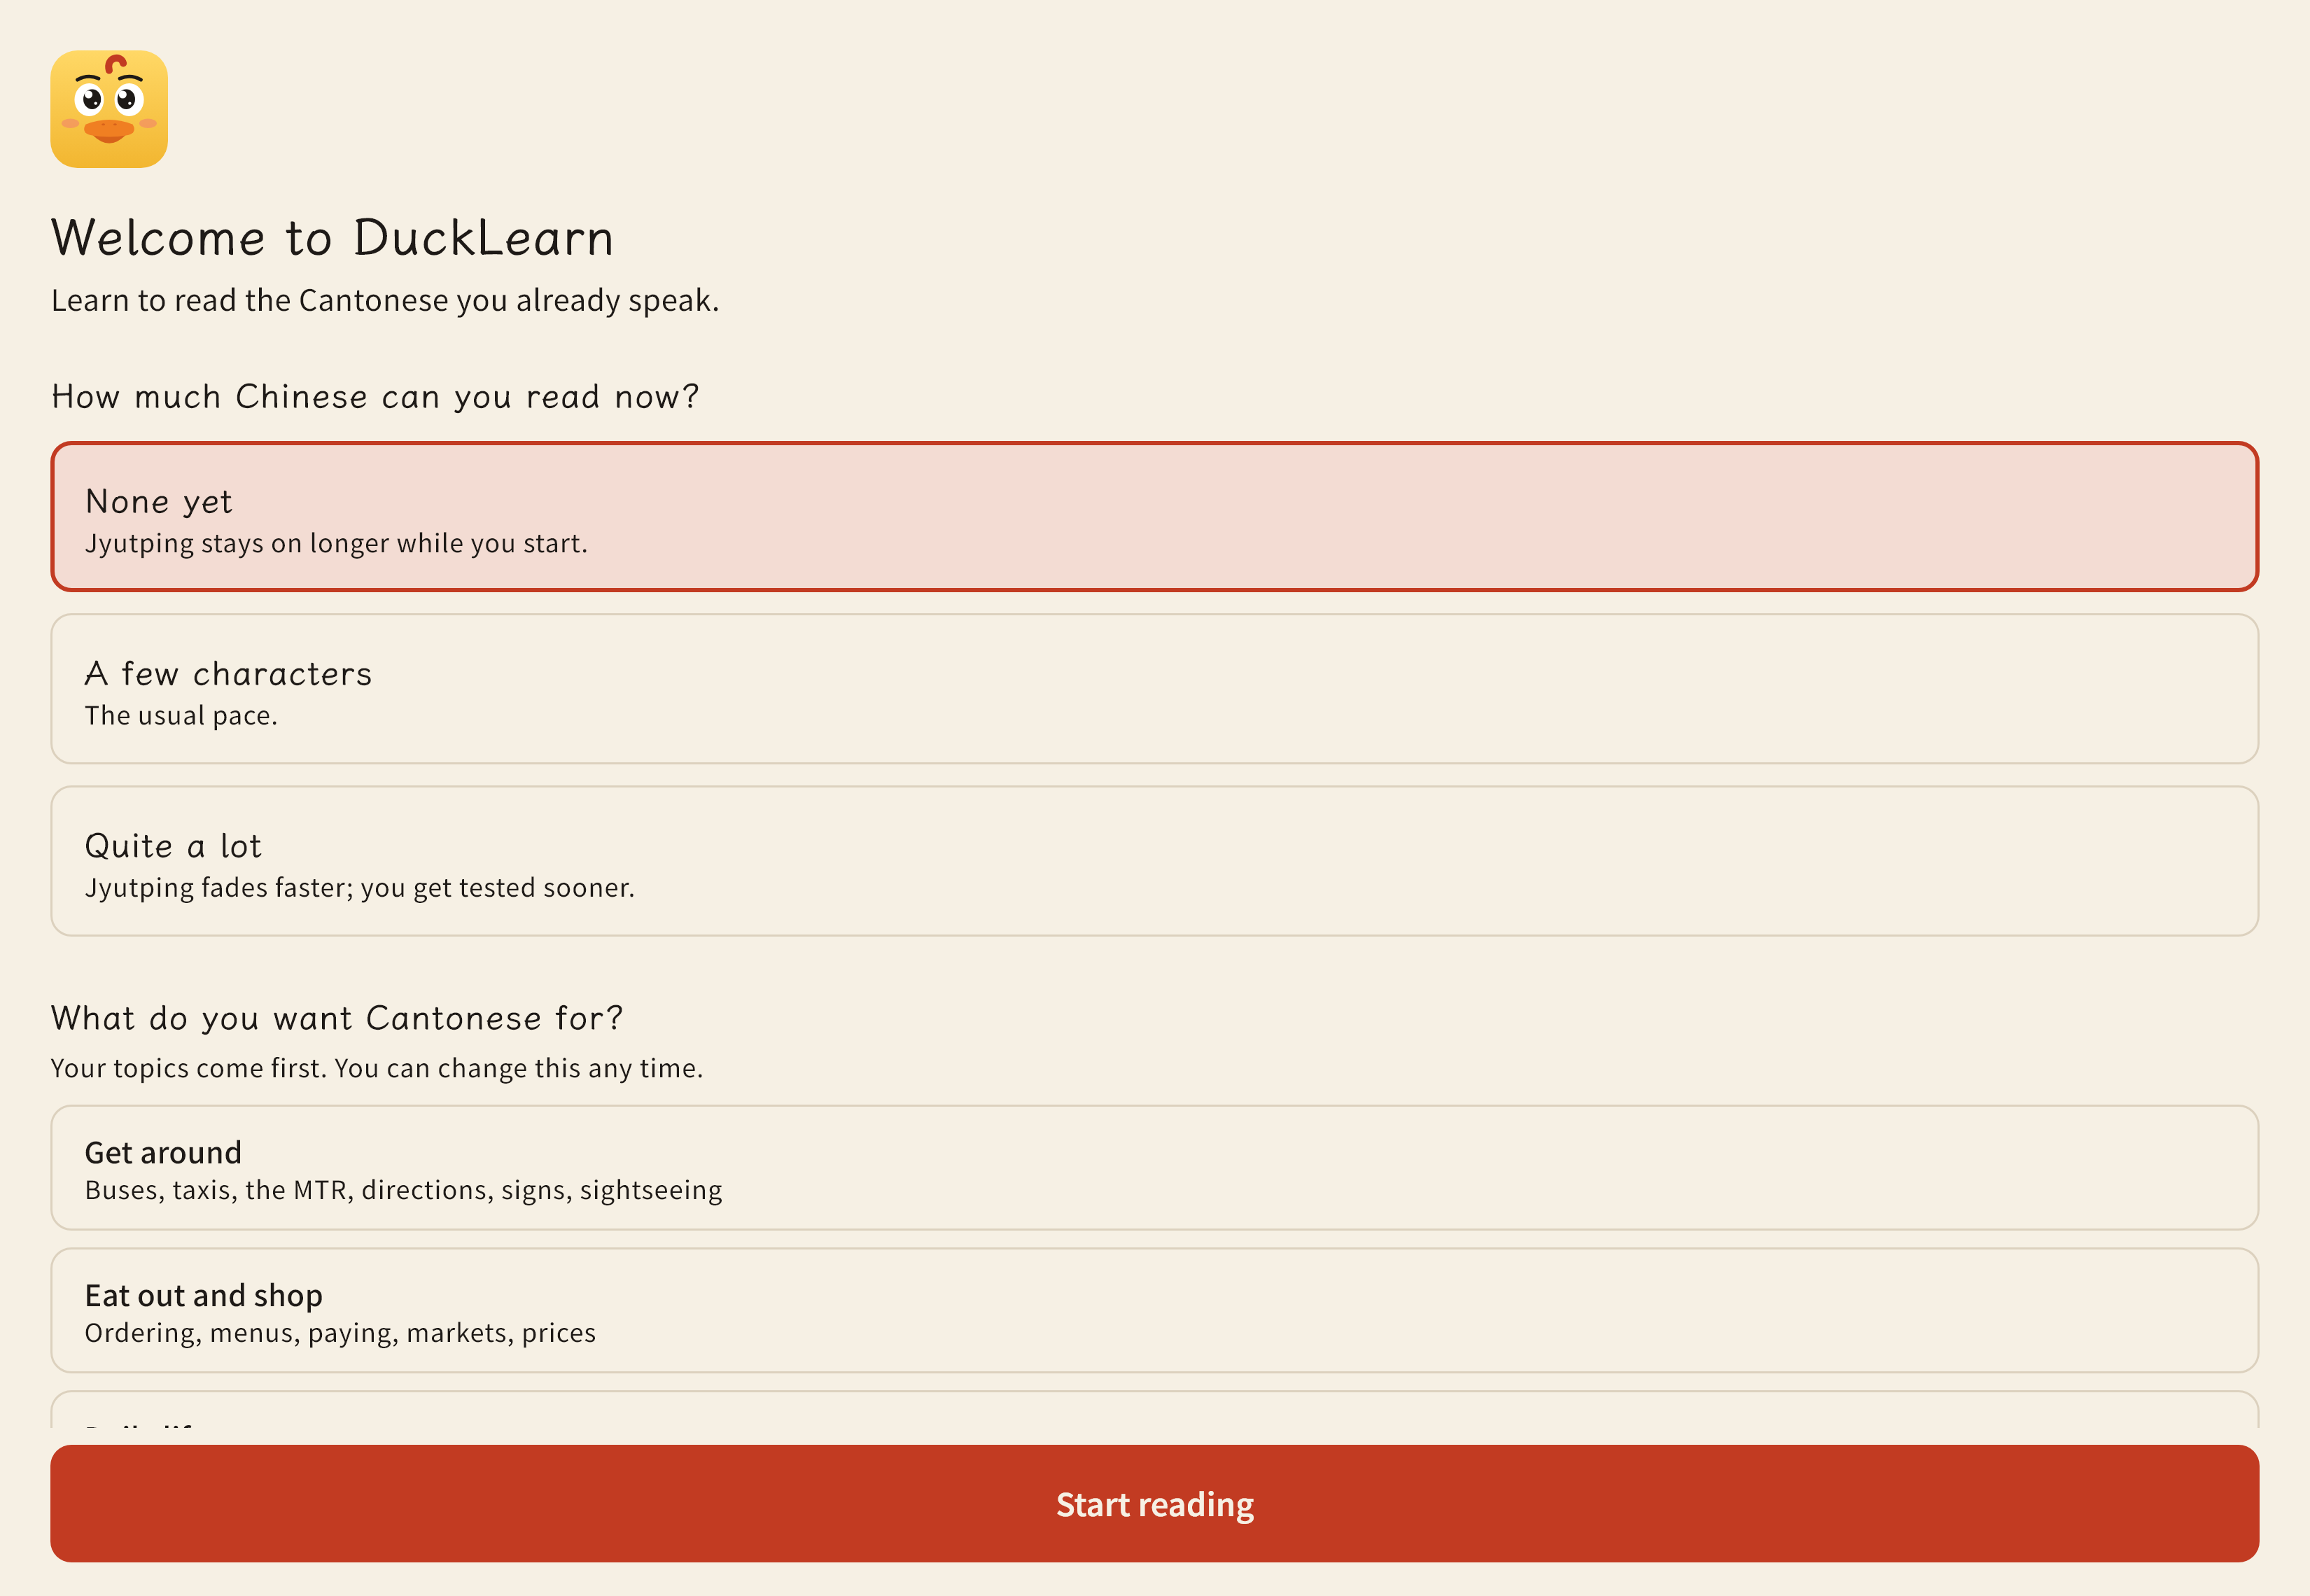 Welcome to DuckLearn
Learn to read the Cantonese you already speak.
How much Chinese can you read now?
None yet
Jyutping stays on longer while you start.
A few characters
The usual pace.
Quite a lot
Jyutping fades faster; you get tested sooner.
What do you want Cantonese for?
Your topics come first. You can change this any time.
Get around
Buses, taxis, the MTR, directions, signs, sightseeing
Eat out and shop
Ordering, menus, paying, markets, prices
Start reading